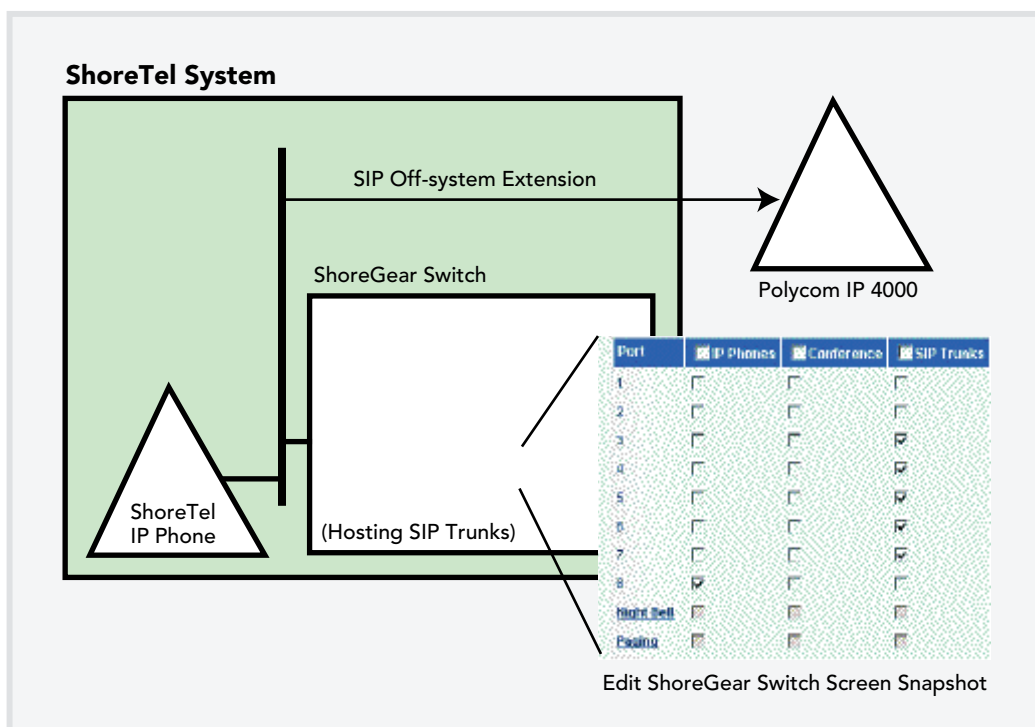 ShoreTel System
SIP Off-system Extension
ShoreGear Switch
Polycom IP 4000
ShoreTel
IP Phone
(Hosting SIP Trunks)
Port IP Phones Conference SIP Trunks
1
2
3
4
5
6
7
8
Night Bell
Paging
Edit ShoreGear Switch Screen Snapshot